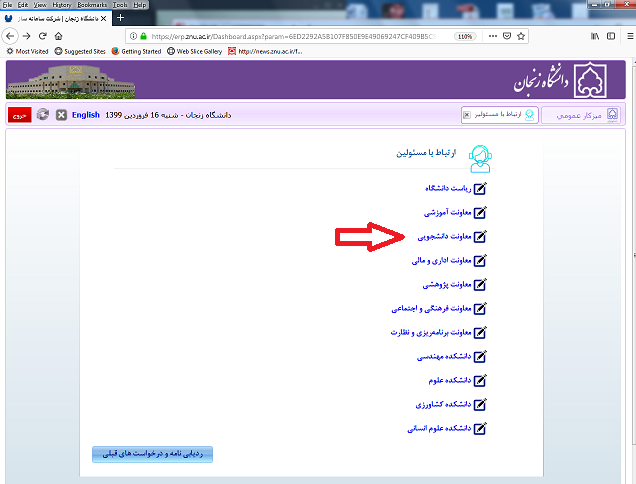 File Edit View History Bookmarks Tools Help
دانشگاه زنجان | شرکت سامانه ساز
https://erp.znu.ac.ir/Dashboard.aspx?param=6ED2292A5B107FB50E9E49069247CF409B5C
110%
Most Visited Suggested Sites Getting Started Web Slice Gallery http://news.znu.ac.ir/f...
دانشگاه زنجان
میزکار عمومي
ارتباط با مسئولین
دانشگاه زنجان - شنبه 16 فروردین 1399
English
خروج
ارتباط با مسئولین
ریاست دانشگاه
معاونت آموزشی
معاونت دانشجویی
معاونت اداری و مالی
معاونت پژوهشی
معاونت فرهنگی و اجتماعی
معاونت برنامه‌ریزی و نظارت
دانشکده مهندسی
دانشکده علوم
دانشکده کشاورزی
دانشکده علوم انسانی
ردیابی نامه و درخواست های قبلی